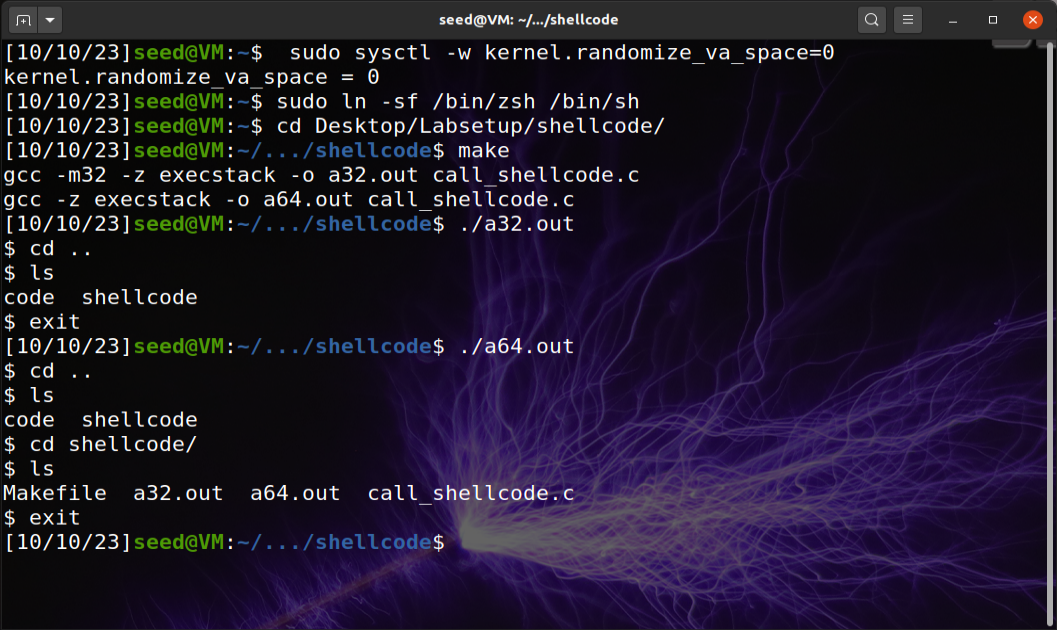 seed@VM: ~/.../shellcode
[10/10/23]seed@VM:~$  sudo sysctl -w kernel.randomize_va_space=0
kernel.randomize_va_space = 0
[10/10/23]seed@VM:~$ sudo ln -sf /bin/zsh /bin/sh
[10/10/23]seed@VM:~$ cd Desktop/Labsetup/shellcode/
[10/10/23]seed@VM:~/.../shellcode$ make
gcc -m32 -z execstack -o a32.out call_shellcode.c
gcc -z execstack -o a64.out call_shellcode.c
[10/10/23]seed@VM:~/.../shellcode$ ./a32.out
$ cd ..
$ ls
code  shellcode
$ exit
[10/10/23]seed@VM:~/.../shellcode$ ./a64.out
$ cd ..
$ ls
code  shellcode
$ cd shellcode/
$ ls
Makefile  a32.out  a64.out  call_shellcode.c
$ exit
[10/10/23]seed@VM:~/.../shellcode$